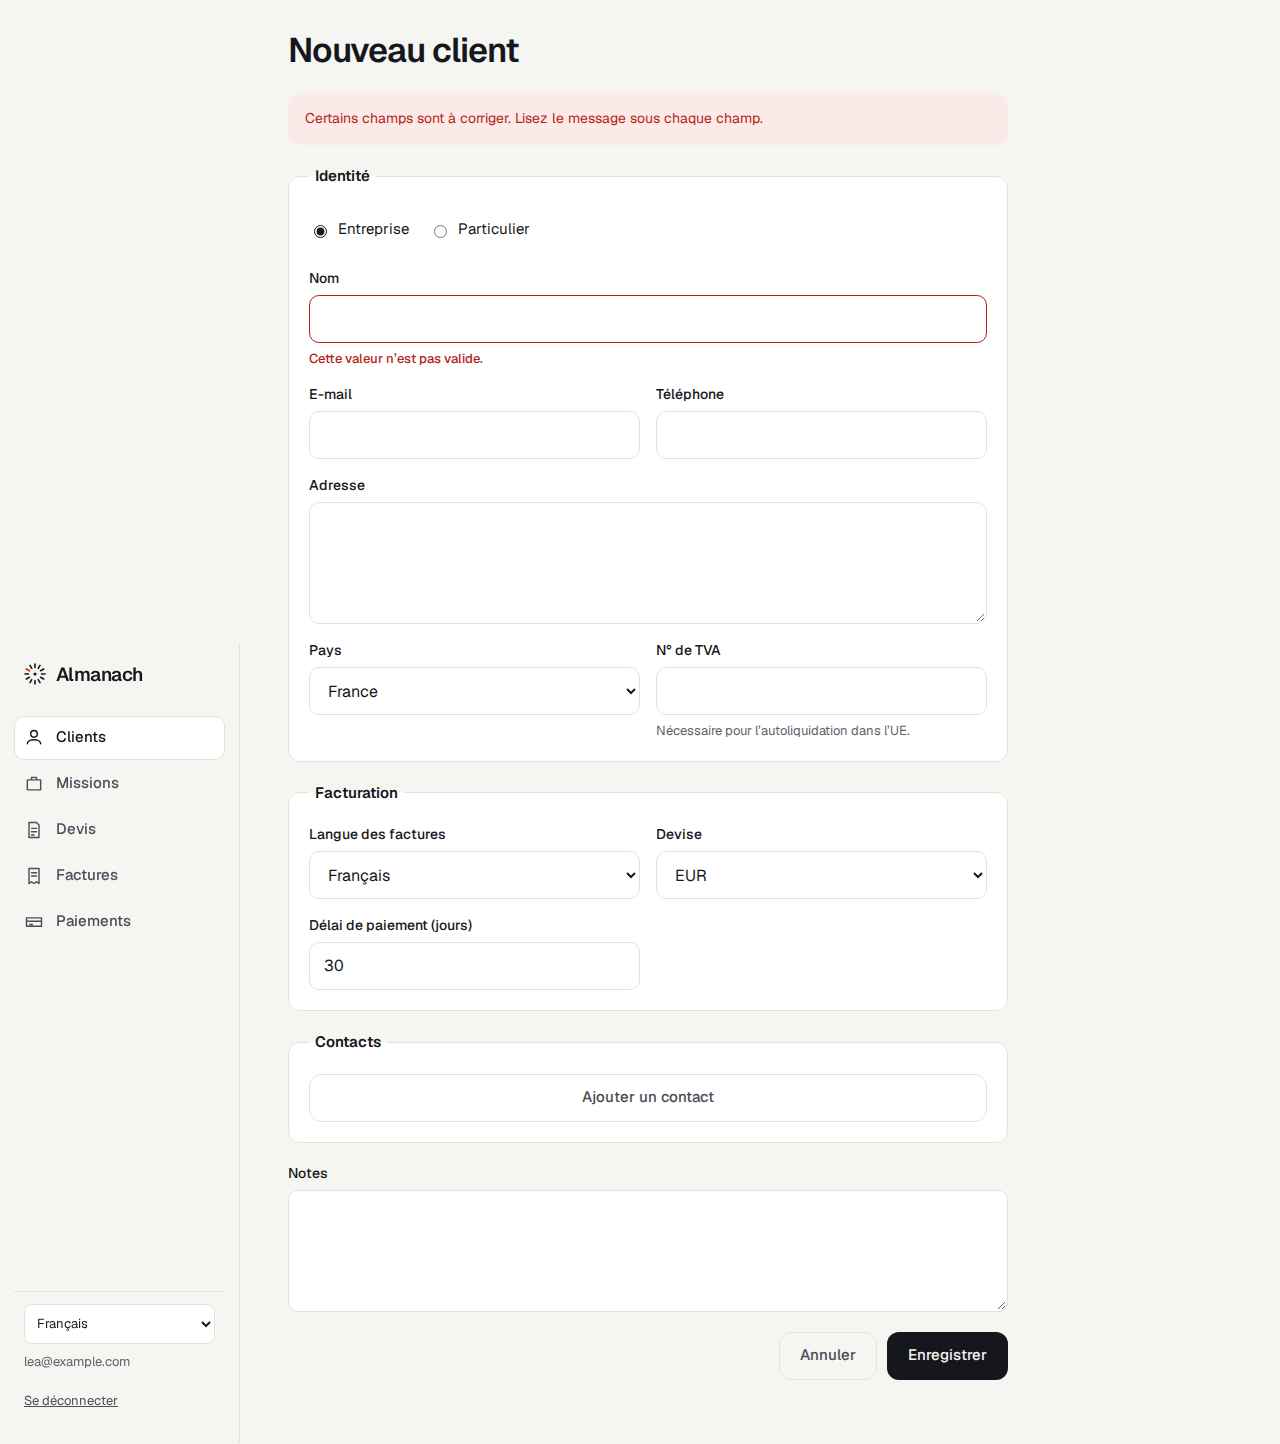 Nouveau client
Certains champs sont à corriger. Lisez le message sous chaque champ.
Identité
Entreprise
Particulier
Nom
Cette valeur n’est pas valide.
E-mail
Téléphone
Adresse
Pays
N° de TVA
France
Nécessaire pour l’autoliquidation dans l’UE.
Facturation
Langue des factures
Devise
Français
EUR
Délai de paiement (jours)
30
Contacts
Ajouter un contact
Notes
Annuler
Enregistrer
Almanach
Clients
Missions
Devis
Factures
Paiements
Français
lea@example.com
Se déconnecter